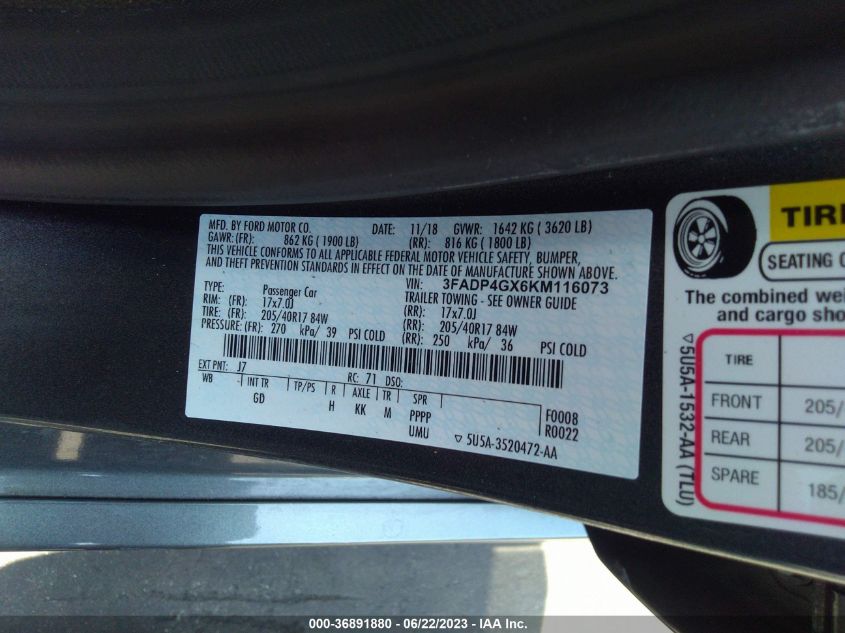 MFD. BY FORD MOTOR CO. DATE: 11/18 GVWR: 1642 KG ( 3620 LB)
GAWR: (FR): 862 KG ( 1900 LB) (RR): 816 KG ( 1800 LB)
THIS VEHICLE CONFORMS TO ALL APPLICABLE FEDERAL MOTOR VEHICLE SAFETY, BUMPER,
AND THEFT PREVENTION STANDARDS IN EFFECT ON THE DATE OF MANUFACTURE SHOWN ABOVE.
VIN: 3FADP4GX6KM116073
TYPE: Passenger Car TRAILER TOWING - SEE OWNER GUIDE
RIM: (FR) 17x7.0J (RR): 17x7.0J
TIRE: (FR): 205/40R17 84W (RR): 205/40R17 84W
PRESSURE: (FR): 270 kPa/ 39 PSI COLD (RR): 250 kPa/ 36 PSI COLD
EXT PNT: J7 RC: 71 DSO:
WB - INT TR TP/PS R AXLE TR SPR F0008
GD H KK M PPPP R0022
UMU ▽ 5U5A-3520472-AA
TIRE
SEATING
The combined
and cargo
▽5U5A-1532-AA (TLU)
TIRE
FRONT 205/
REAR 205/
SPARE 185/
000-36891880 - 06/22/2023 - IAA Inc.